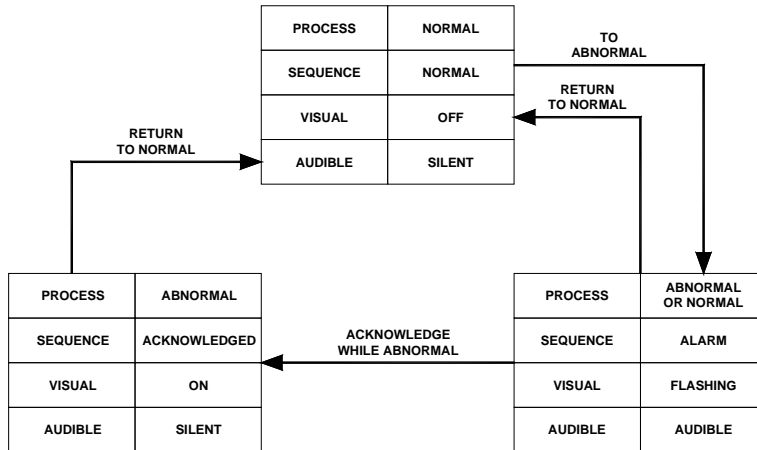 PROCESS NORMAL
SEQUENCE NORMAL
VISUAL OFF
AUDIBLE SILENT
TO
ABNORMAL
RETURN
TO NORMAL
RETURN
TO NORMAL
PROCESS ABNORMAL
SEQUENCE ACKNOWLEDGED
VISUAL ON
AUDIBLE SILENT
ACKNOWLEDGE
WHILE ABNORMAL
PROCESS ABNORMAL
OR NORMAL
SEQUENCE ALARM
VISUAL FLASHING
AUDIBLE AUDIBLE